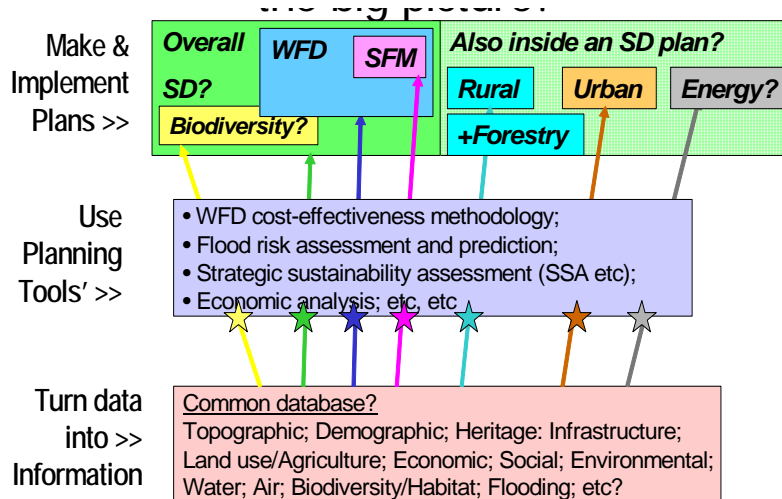 the big picture?
Make &
Implement
Plans >>
Overall
SD?
WFD
SFM
Biodiversity?
Also inside an SD plan?
Rural
+Forestry
Urban
Energy?
Use
Planning
Tools’ >>
• WFD cost-effectiveness methodology;
• Flood risk assessment and prediction;
• Strategic sustainability assessment (SSA etc);
• Economic analysis; etc, etc
Turn data
into >>
Information
Common database?
Topographic; Demographic; Heritage: Infrastructure;
Land use/Agriculture; Economic; Social; Environmental;
Water; Air; Biodiversity/Habitat; Flooding; etc?